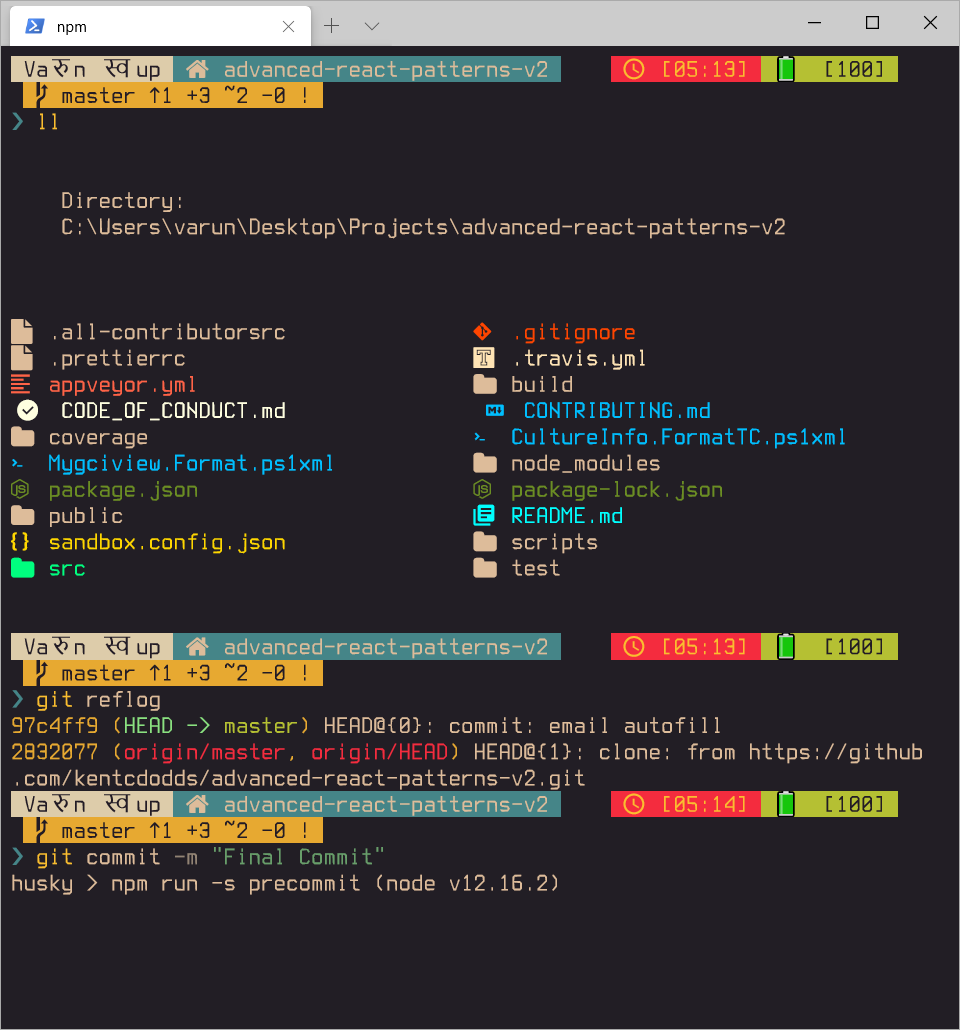 npm
Vaरुn स्वup advanced-react-patterns-v2 [05:13] [100]
master ↑1 +3 ~2 -0 !
❯ ll
Directory:
C:\Users\varun\Desktop\Projects\advanced-react-patterns-v2
.all-contributorsrc .gitignore
.prettierrc .travis.yml
appveyor.yml build
CODE_OF_CONDUCT.md CONTRIBUTING.md
coverage CultureInfo.FormatTC.ps1xml
Mygciview.Format.ps1xml node_modules
package.json package-lock.json
public README.md
sandbox.config.json scripts
src test
Vaरुn स्वup advanced-react-patterns-v2 [05:13] [100]
master ↑1 +3 ~2 -0 !
❯ git reflog
97c4ff9 (HEAD -> master) HEAD@{0}: commit: email autofill
2832077 (origin/master, origin/HEAD) HEAD@{1}: clone: from https://github
.com/kentcdodds/advanced-react-patterns-v2.git
Vaरुn स्वup advanced-react-patterns-v2 [05:14] [100]
master ↑1 +3 ~2 -0 !
❯ git commit -m "Final Commit"
husky > npm run -s precommit (node v12.16.2)